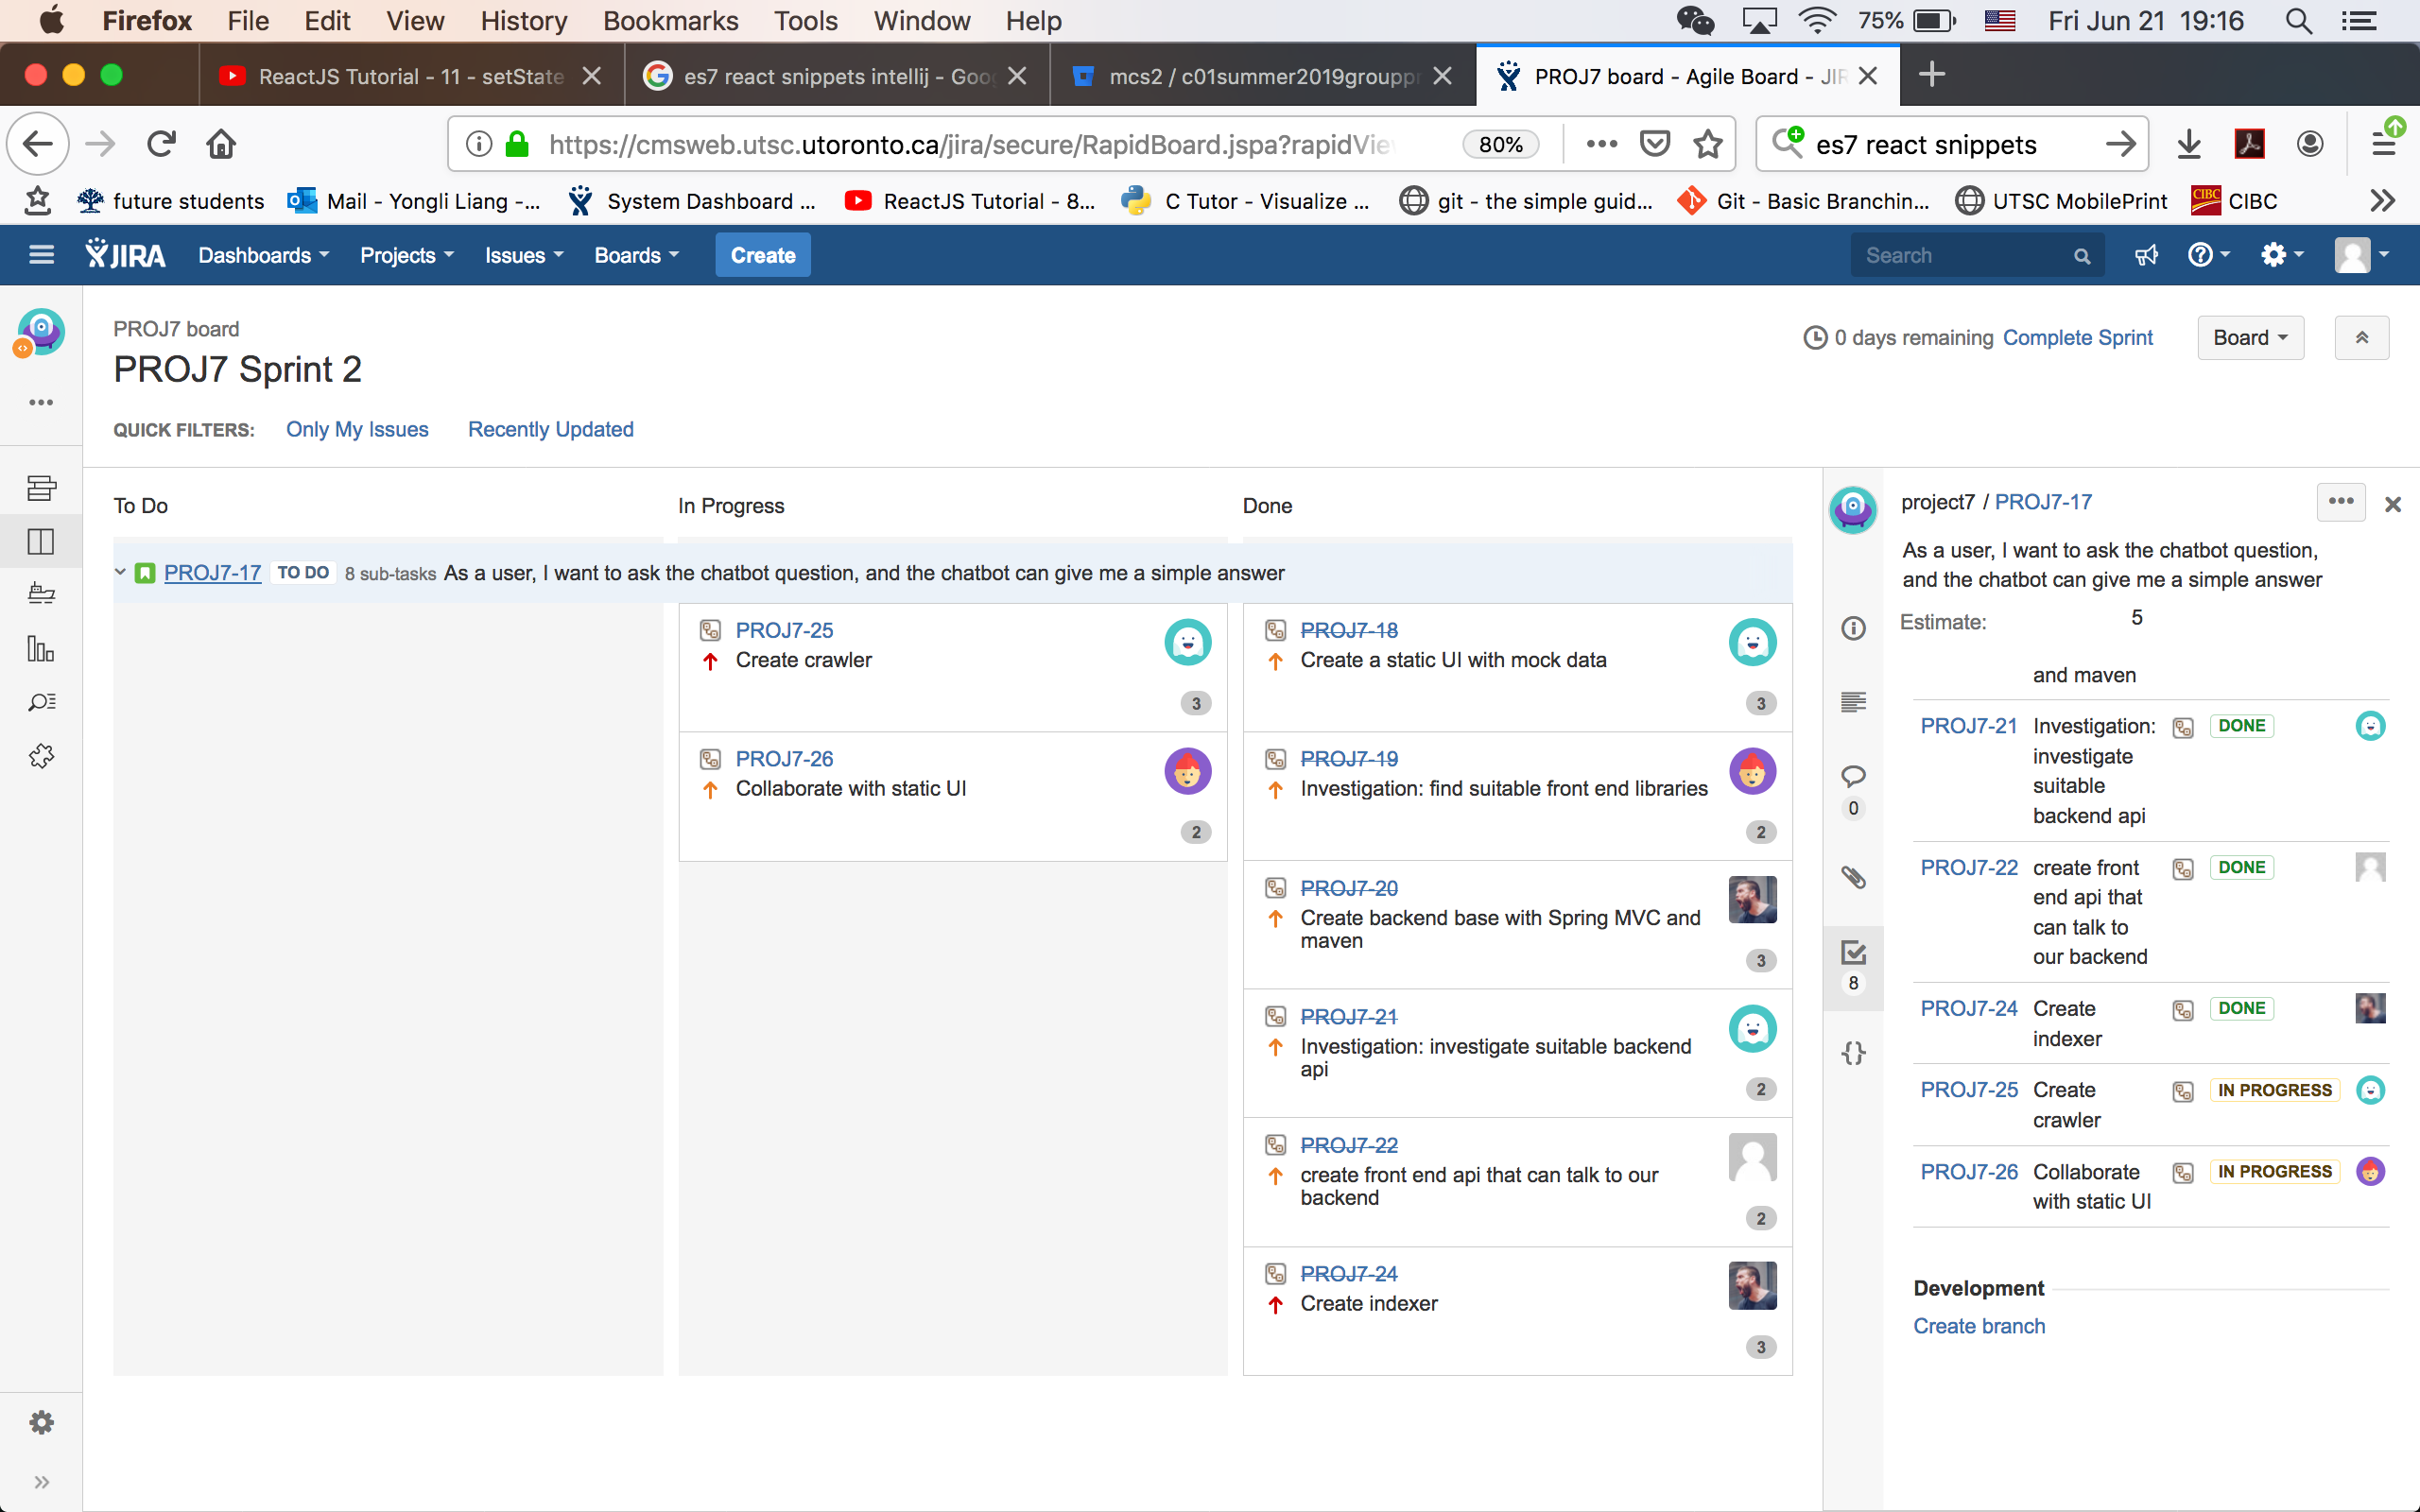 Firefox File Edit View History Bookmarks Tools Window Help 75% Fri Jun 21 19:16
ReactJS Tutorial - 11 - setState
es7 react snippets intellij - Goo
mcs2 / c01summer2019grouppr
PROJ7 board - Agile Board - JIR
https://cmsweb.utsc.utoronto.ca/jira/secure/RapidBoard.jspa?rapidVie
80%
es7 react snippets
future students
Mail - Yongli Liang -...
System Dashboard ...
ReactJS Tutorial - 8...
C Tutor - Visualize ...
git - the simple guid...
Git - Basic Branchin...
UTSC MobilePrint
CIBC
CIBC
JIRA Dashboards Projects Issues Boards Create Search
PROJ7 board
PROJ7 Sprint 2
0 days remaining Complete Sprint Board
QUICK FILTERS: Only My Issues Recently Updated
To Do
In Progress
Done
PROJ7-17 TO DO 8 sub-tasks As a user, I want to ask the chatbot question, and the chatbot can give me a simple answer
PROJ7-25
Create crawler
3
PROJ7-26
Collaborate with static UI
2
PROJ7-18
Create a static UI with mock data
3
PROJ7-19
Investigation: find suitable front end libraries
2
PROJ7-20
Create backend base with Spring MVC and
maven
3
PROJ7-21
Investigation: investigate suitable backend
api
2
PROJ7-22
create front end api that can talk to our
backend
2
PROJ7-24
Create indexer
3
0
8
project7 / PROJ7-17
As a user, I want to ask the chatbot question,
and the chatbot can give me a simple answer
Estimate: 5
and maven
PROJ7-21 Investigation: DONE
investigate
suitable
backend api
PROJ7-22 create front DONE
end api that
can talk to
our backend
PROJ7-24 Create DONE
indexer
PROJ7-25 Create IN PROGRESS
crawler
PROJ7-26 Collaborate IN PROGRESS
with static UI
Development
Create branch